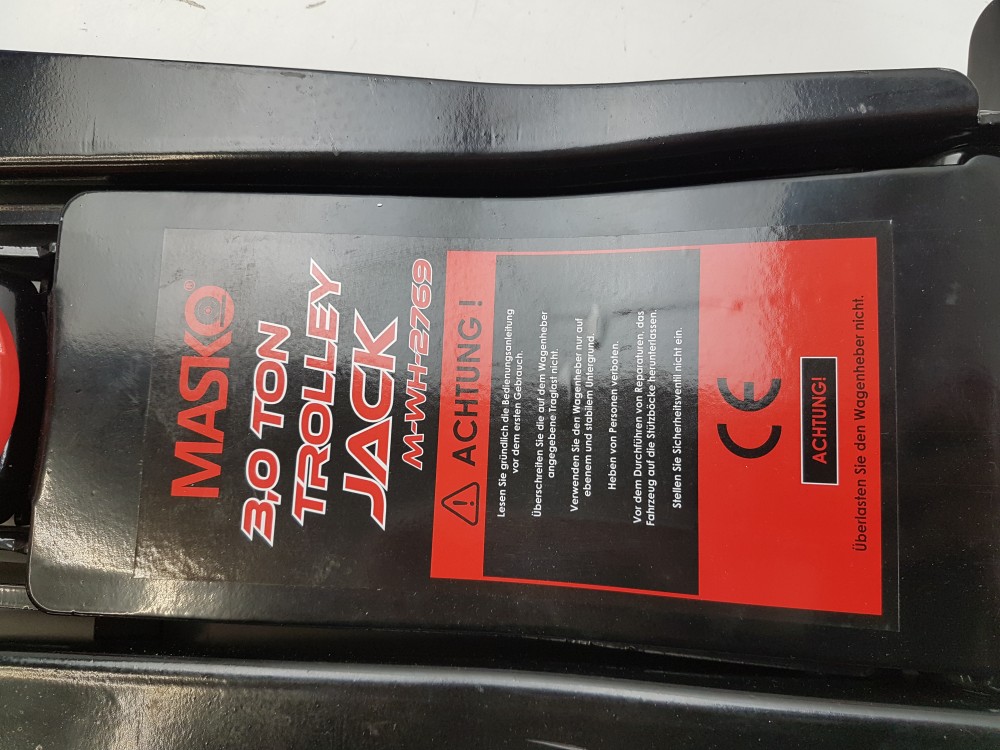 MASKO®
3,0 TON
TROLLEY
JACK
M-WH-2769
ACHTUNG !
Lesen Sie gründlich die Bedienungsanleitung
vor dem ersten Gebrauch.
Überschreiten Sie die auf dem Wagenheber
angegebene Traglast nicht.
Verwenden Sie den Wagenheber nur auf
ebenem und stabilem Untergrund.
Heben von Personen verboten.
Vor dem Durchführen von Reparaturen, das
Fahrzeug auf die Stützböcke herunterlassen.
Stellen Sie Sicherheitsventill nicht ein.
CE
ACHTUNG!
Überlasten Sie den Wagenheber nicht.